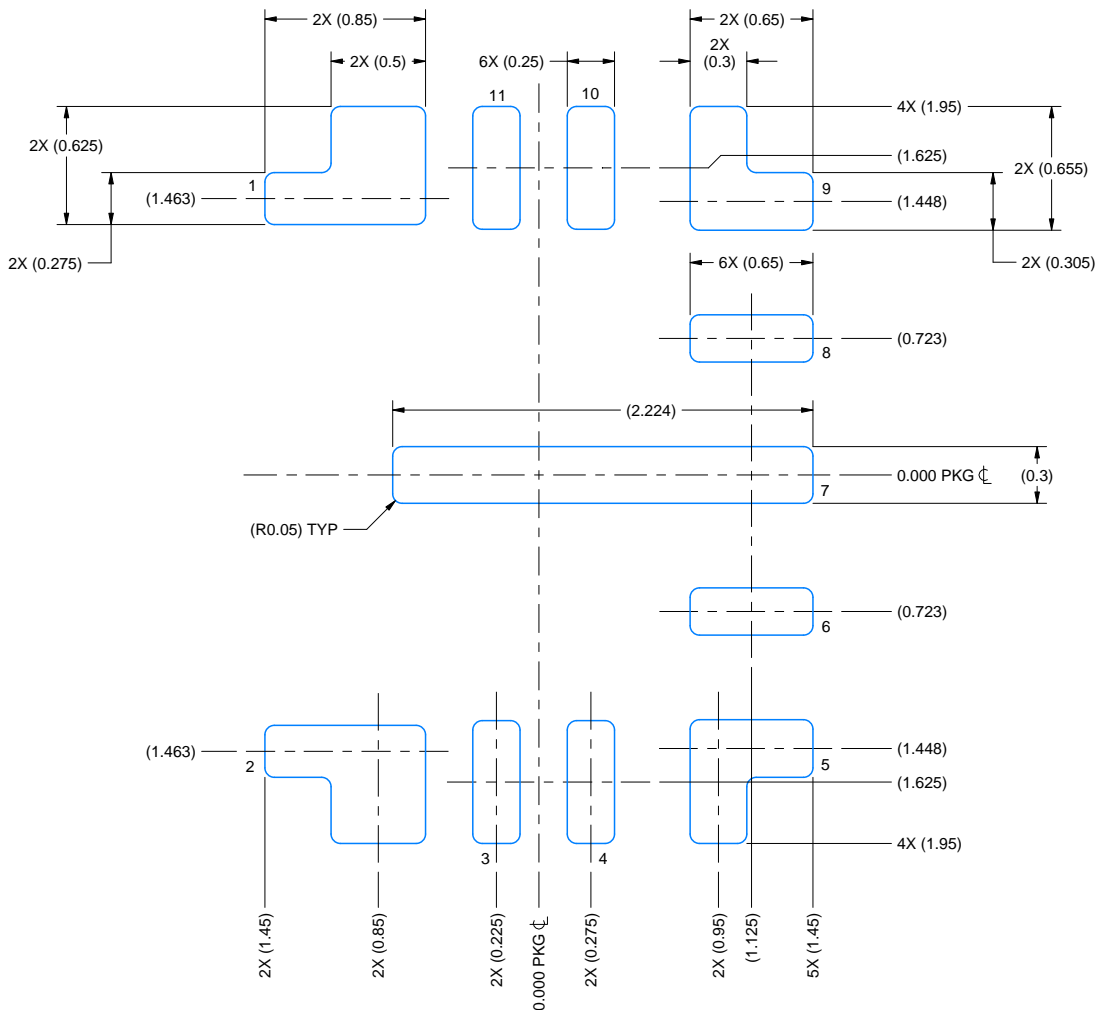 2X (0.85)
2X (0.65)
2X (0.5)
6X (0.25)
2X
(0.3)
11
10
4X (1.95)
2X (0.625)
(1.625)
2X (0.655)
1
9
(1.463)
(1.448)
2X (0.275)
2X (0.305)
6X (0.65)
(0.723)
8
(2.224)
0.000 PKG ℄
(0.3)
7
(R0.05) TYP
(0.723)
6
(1.463)
(1.448)
2
5
(1.625)
3
4
4X (1.95)
2X (1.45)
2X (0.85)
2X (0.225)
0.000 PKG ℄
2X (0.275)
2X (0.95)
(1.125)
5X (1.45)